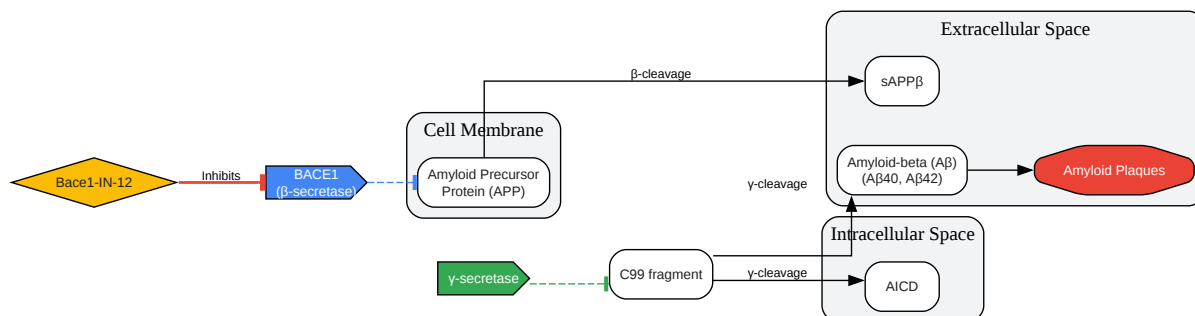 Extracellular Space
β-cleavage
sAPPβ
Cell Membrane
Bace1-IN-12
Inhibits
BACE1
(β-secretase)
Amyloid Precursor
Protein (APP)
Amyloid-beta (Aβ)
(Aβ40, Aβ42)
Amyloid Plaques
γ-cleavage
Intracellular Space
γ-secretase
C99 fragment
γ-cleavage
AICD